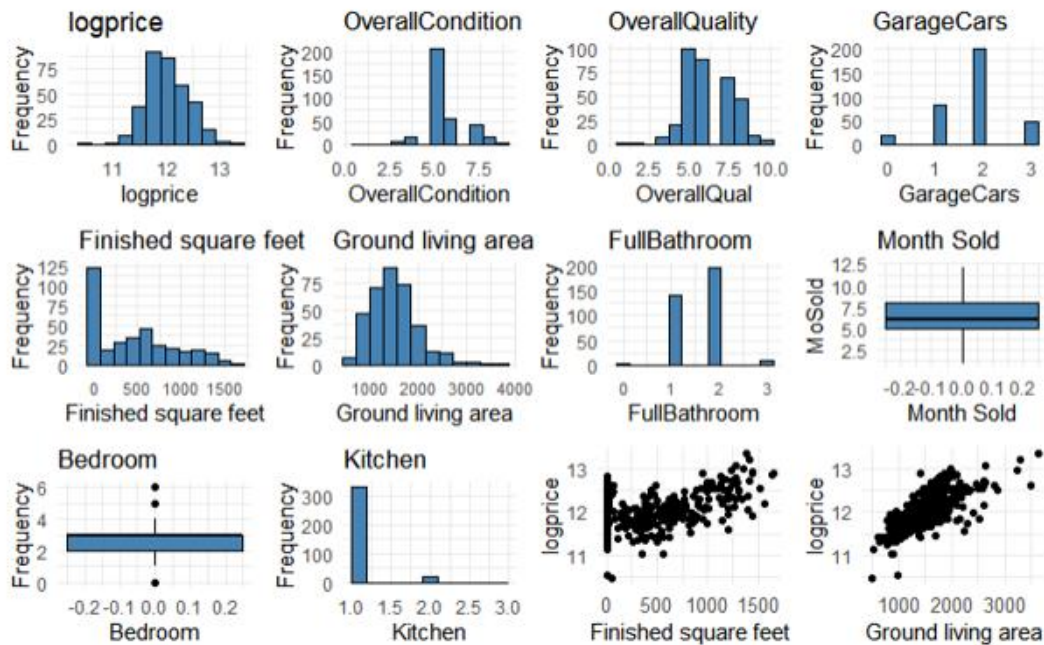 logprice
OverallCondition
OverallQuality
GarageCars
Frequency
75
50
25
0
11 12 13
logprice
Frequency
200
150
100
50
0
0.0 2.5 5.0 7.5
OverallCondition
Frequency
100
75
50
25
0
0.0 2.5 5.0 7.5 10.0
OverallQual
Frequency
200
150
100
50
0
0 1 2 3
GarageCars
Finished square feet
Ground living area
FullBathroom
Month Sold
Frequency
125
100
75
50
25
0
0 500 1000 1500
Finished square feet
Frequency
75
50
25
0
1000 2000 3000 4000
Ground living area
Frequency
200
150
100
50
0
0 1 2 3
FullBathroom
MoSold
12.5
10.0
7.5
5.0
2.5
-0.2 -0.1 0.0 0.1 0.2
Month Sold
Bedroom
Kitchen
Frequency
6
4
2
0
-0.2 -0.1 0.0 0.1 0.2
Bedroom
Frequency
300
200
100
0
1.0 1.5 2.0 2.5 3.0
Kitchen
logprice
13
12
11
0 500 1000 1500
Finished square feet
logprice
13
12
11
1000 2000 3000
Ground living area